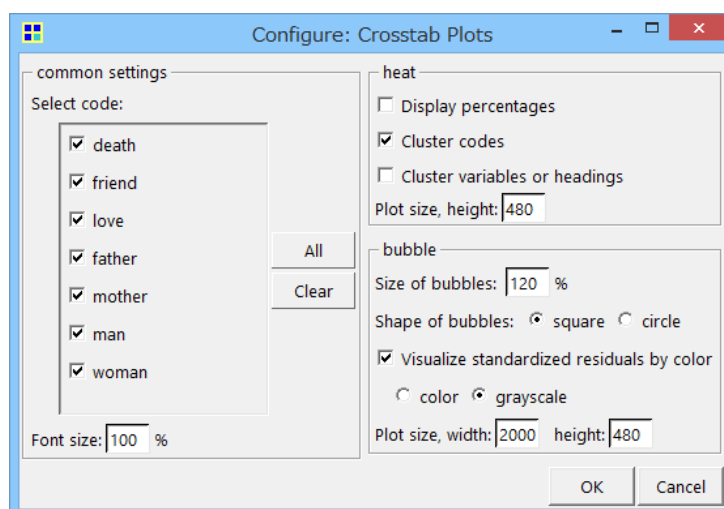 Configure: Crosstab Plots
common settings
Select code:
death
friend
love
father
mother
man
woman
All
Clear
Font size: 100 %
heat
Display percentages
Cluster codes
Cluster variables or headings
Plot size, height: 480
bubble
Size of bubbles: 120 %
Shape of bubbles: square circle
Visualize standardized residuals by color
color grayscale
Plot size, width: 2000 height: 480
OK Cancel